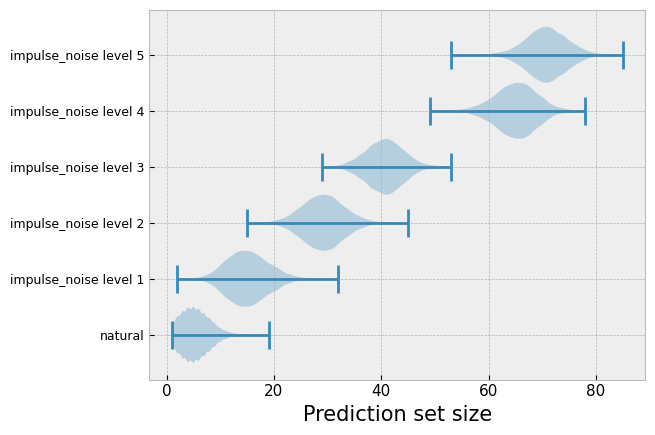 impulse_noise level 5
impulse_noise level 4
impulse_noise level 3
impulse_noise level 2
impulse_noise level 1
natural
0 20 40 60 80
Prediction set size